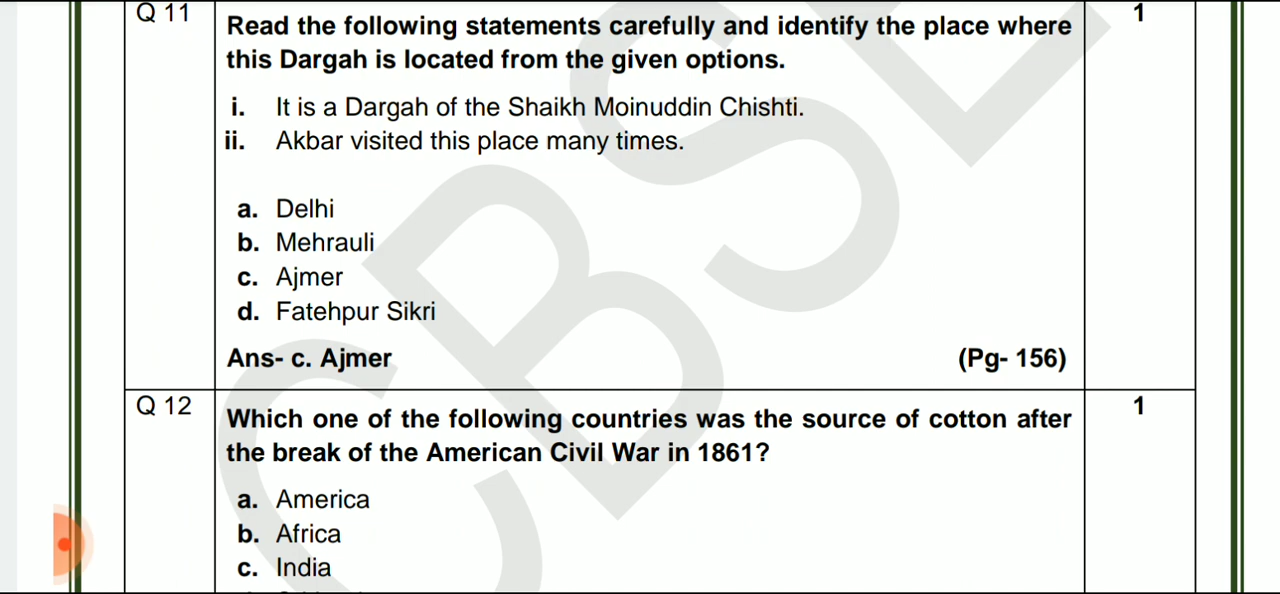 Q 11
Read the following statements carefully and identify the place where
this Dargah is located from the given options.
1
i. It is a Dargah of the Shaikh Moinuddin Chishti.
ii. Akbar visited this place many times.
a. Delhi
b. Mehrauli
c. Ajmer
d. Fatehpur Sikri
Ans- c. Ajmer (Pg- 156)
Q 12
Which one of the following countries was the source of cotton after
the break of the American Civil War in 1861?
1
a. America
b. Africa
c. India
CBSE